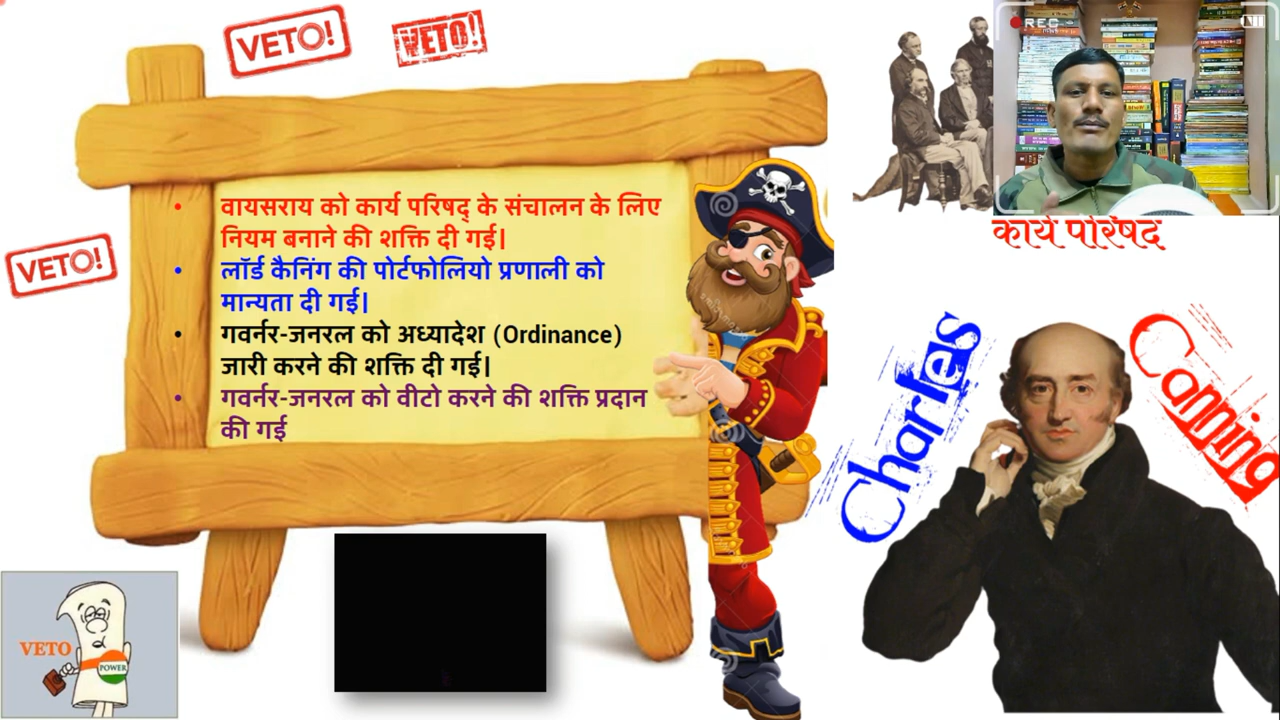 VETO!
VETO!
REC
VETO!
वायसराय को कार्य परिषद् के संचालन के लिए
नियम बनाने की शक्ति दी गई|
लॉर्ड कैनिंग की पोर्टफोलियो प्रणाली को
मान्यता दी गई|
गवर्नर-जनरल को अध्यादेश (Ordinance)
जारी करने की शक्ति दी गई|
गवर्नर-जनरल को वीटो करने की शक्ति प्रदान
की गई
कार्य परिषद
Charles
Canning
VETO
POWER